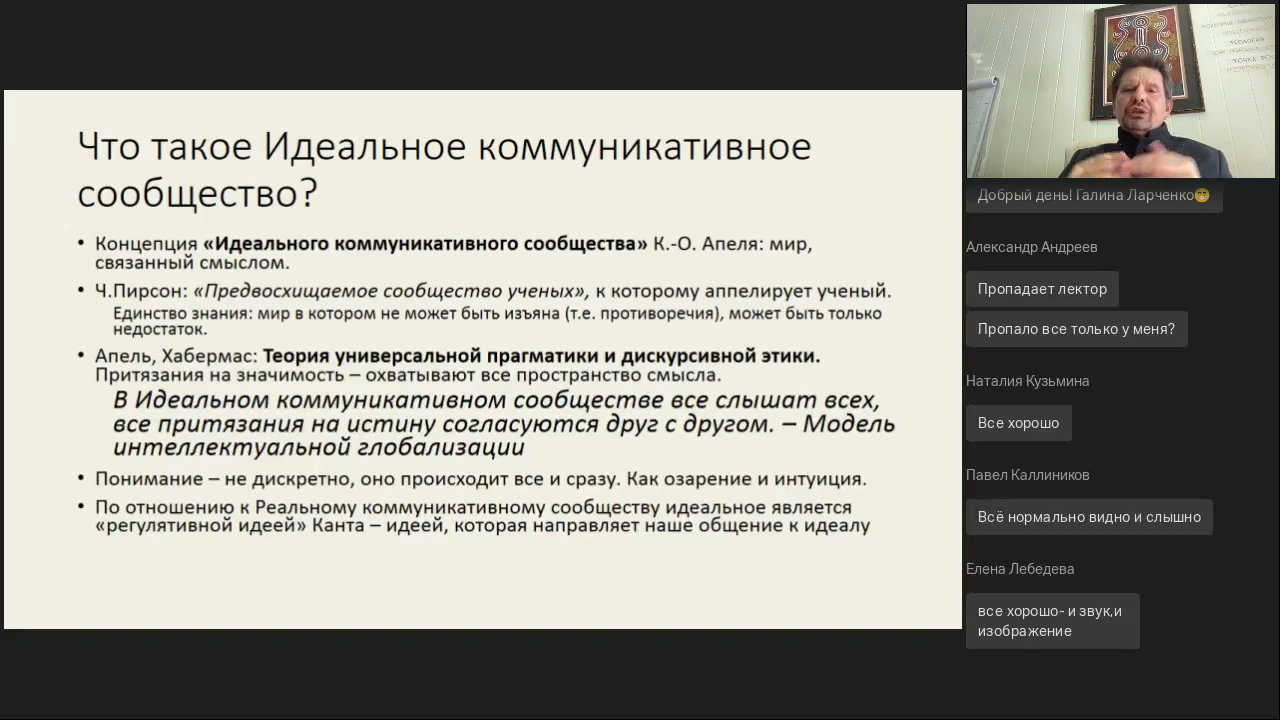 Что такое Идеальное коммуникативное
сообщество?
• Концепция «Идеального коммуникативного сообщества» К.-О. Апеля: мир,
связанный смыслом.
• Ч.Пирсон: «Предвосхищаемое сообщество ученых», к которому аппелирует ученый.
Единство знания: мир в котором не может быть изъяна (т.е. противоречия), может быть только
недостаток.
• Апель, Хабермас: Теория универсальной прагматики и дискурсивной этики.
Притязания на значимость – охватывают все пространство смысла.
В Идеальном коммуникативном сообществе все слышат всех,
все притязания на истину согласуются друг с другом. – Модель
интеллектуальной глобализации
• Понимание – не дискретно, оно происходит все и сразу. Как озарение и интуиция.
• По отношению к Реальному коммуникативному сообществу идеальное является
«регулятивной идеей» Канта – идеей, которая направляет наше общение к идеалу
ТЕОЛОГИЯ
Добрый день! Галина Ларченко😁
Александр Андреев
Пропадает лектор
Пропало все только у меня?
Наталия Кузьмина
Все хорошо
Павел Каллиников
Всё нормально видно и слышно
Елена Лебедева
все хорошо- и звук,и
изображение